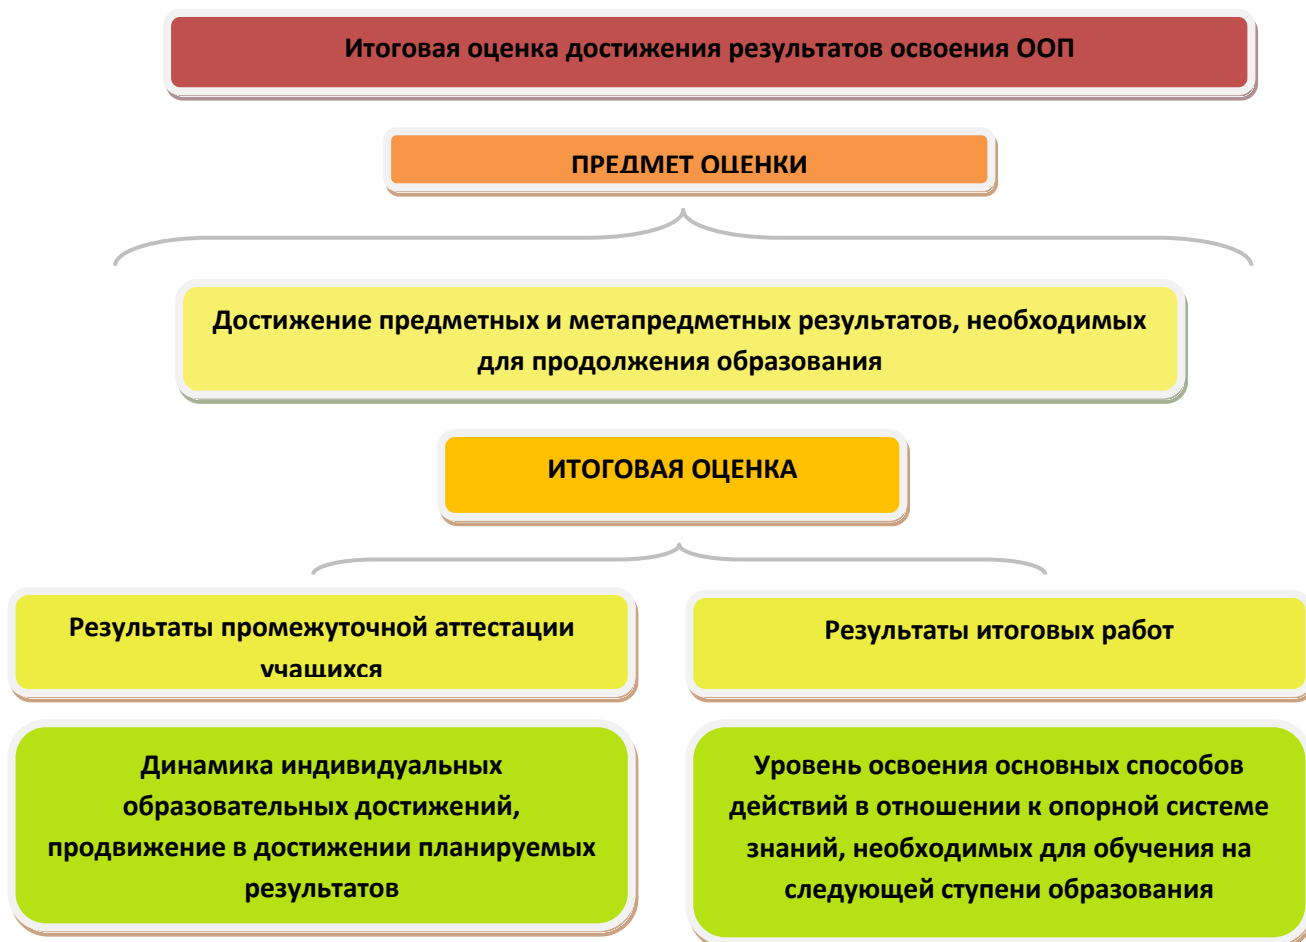 Итоговая оценка достижения результатов освоения ООП
ПРЕДМЕТ ОЦЕНКИ
Достижение предметных и метапредметных результатов, необходимых
для продолжения образования
ИТОГОВАЯ ОЦЕНКА
Результаты промежуточной аттестации
учащихся
Результаты итоговых работ
Динамика индивидуальных
образовательных достижений,
продвижение в достижении планируемых
результатов
Уровень освоения основных способов
действий в отношении к опорной системе
знаний, необходимых для обучения на
следующей ступени образования